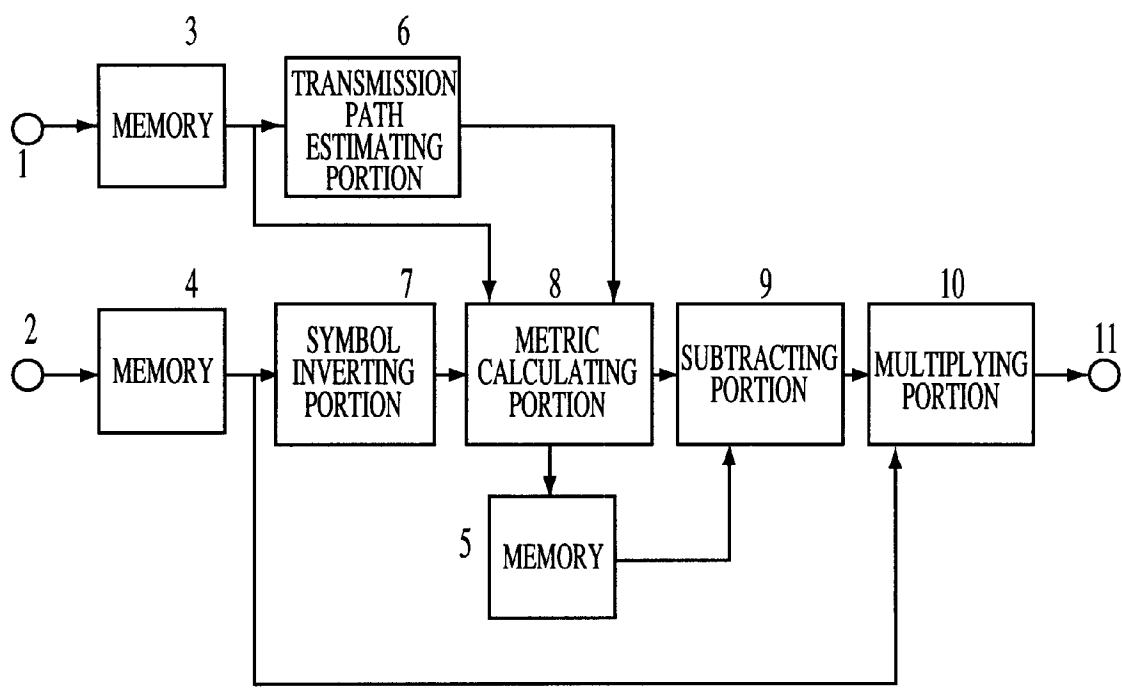 3
6
MEMORY
TRANSMISSION
PATH
ESTIMATING
PORTION
1
4
7
8
9
10
2
11
MEMORY
SYMBOL
INVERTING
PORTION
METRIC
CALCULATING
PORTION
SUBTRACTING
PORTION
MULTIPLYING
PORTION
5
MEMORY